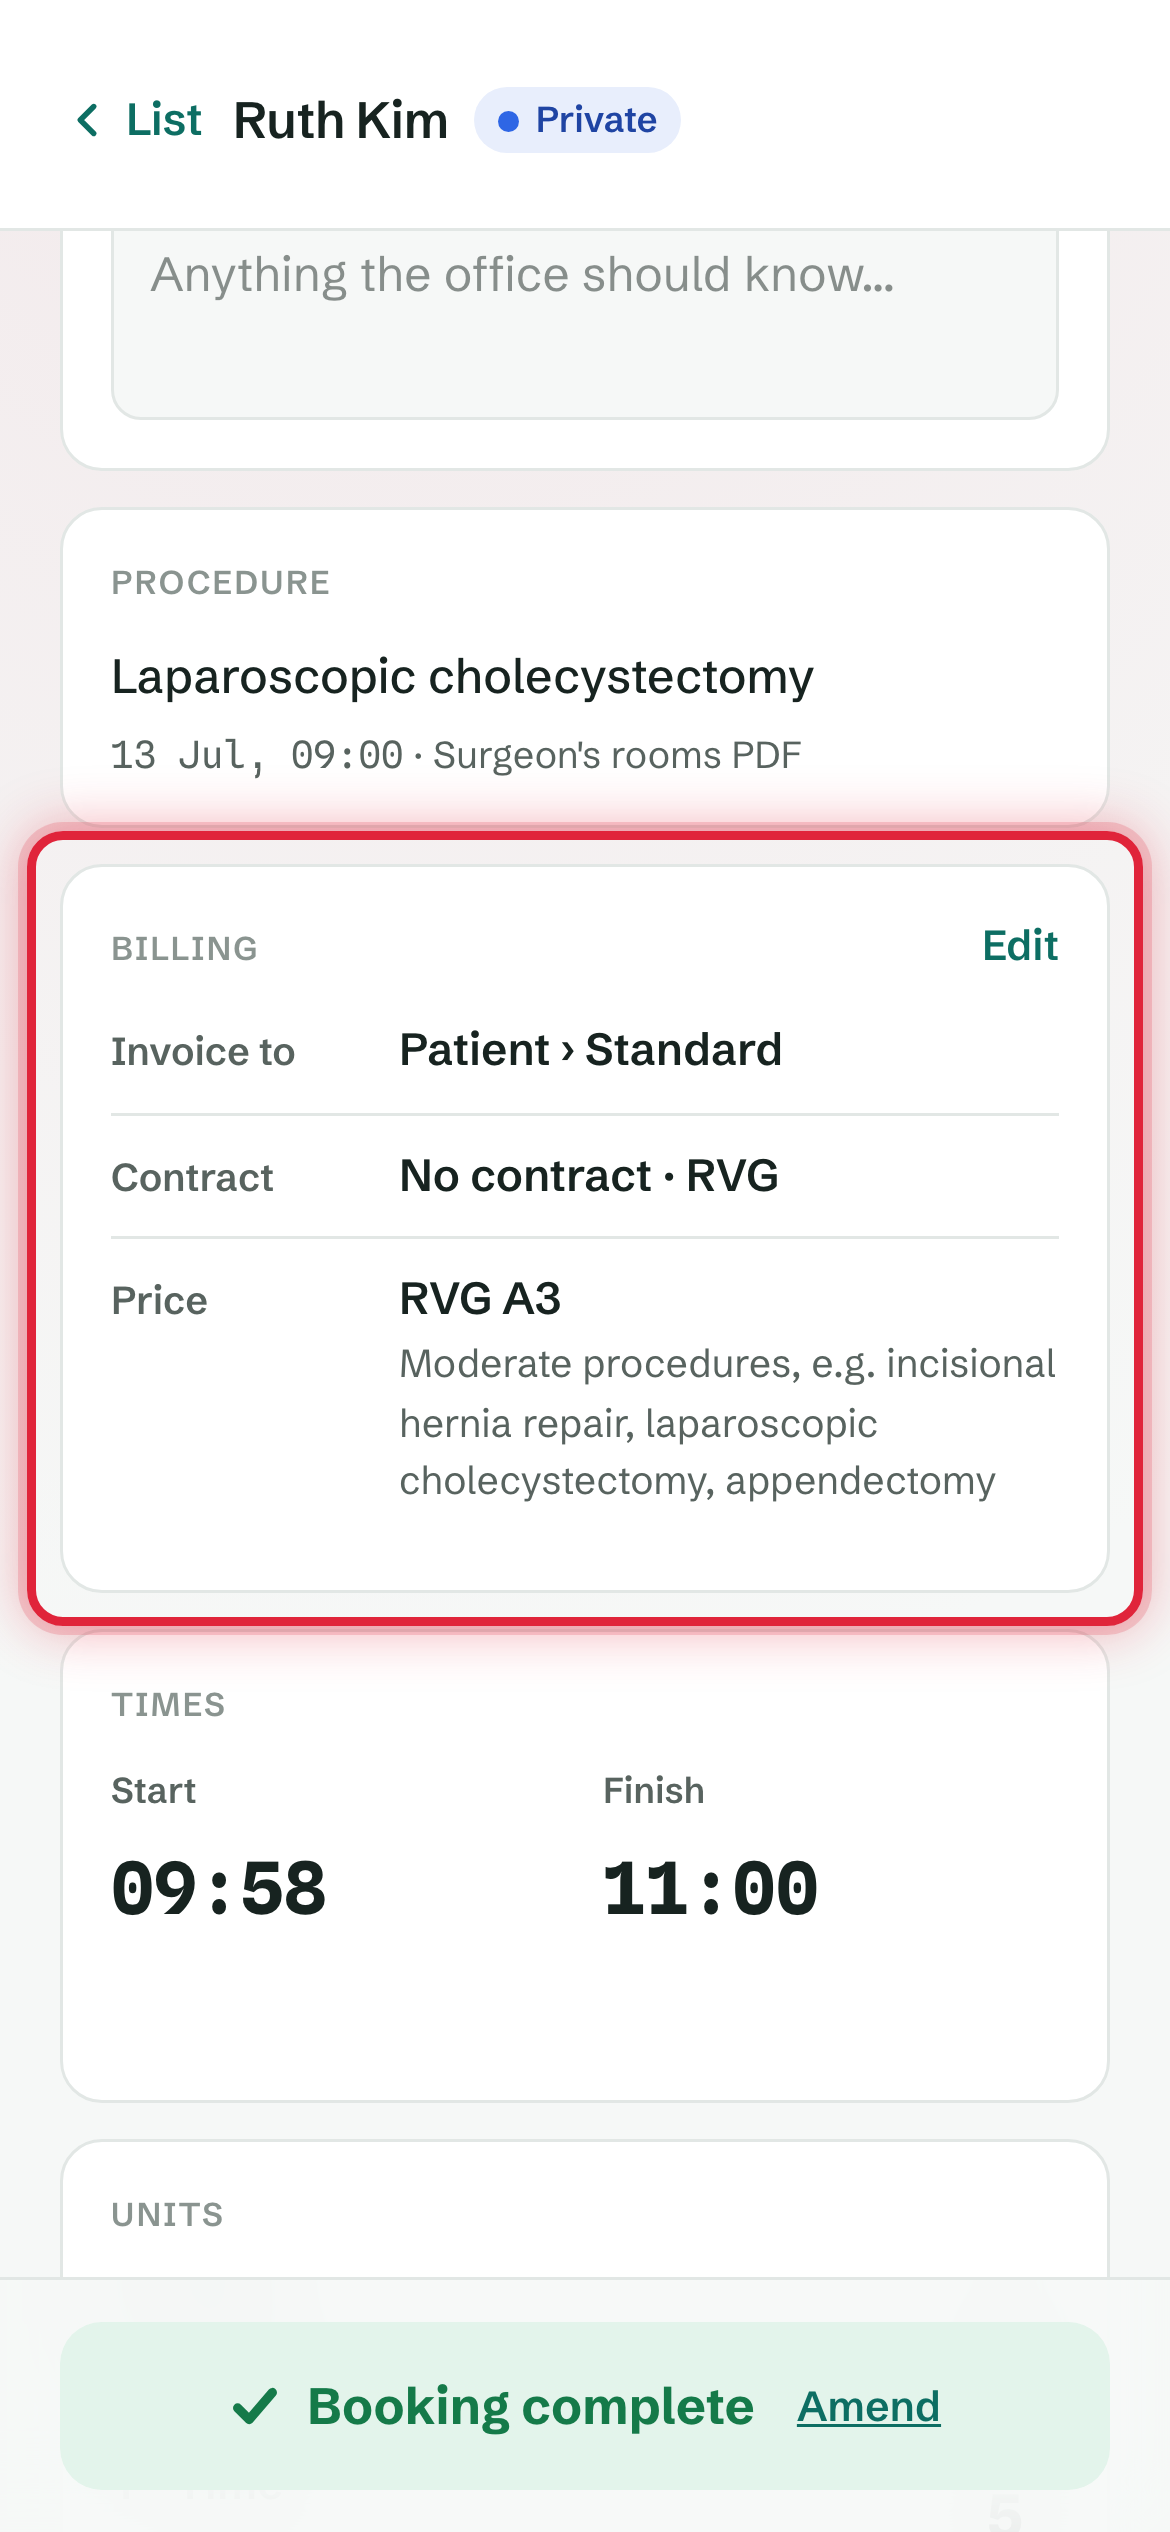 List Ruth Kim Private
Anything the office should know...
PROCEDURE
Laparoscopic cholecystectomy
13 Jul, 09:00 · Surgeon's rooms PDF
BILLING Edit
Invoice to Patient › Standard
Contract No contract · RVG
Price RVG A3
Moderate procedures, e.g. incisional
hernia repair, laparoscopic
cholecystectomy, appendectomy
TIMES
Start Finish
09:58 11:00
UNITS
Booking complete Amend
5